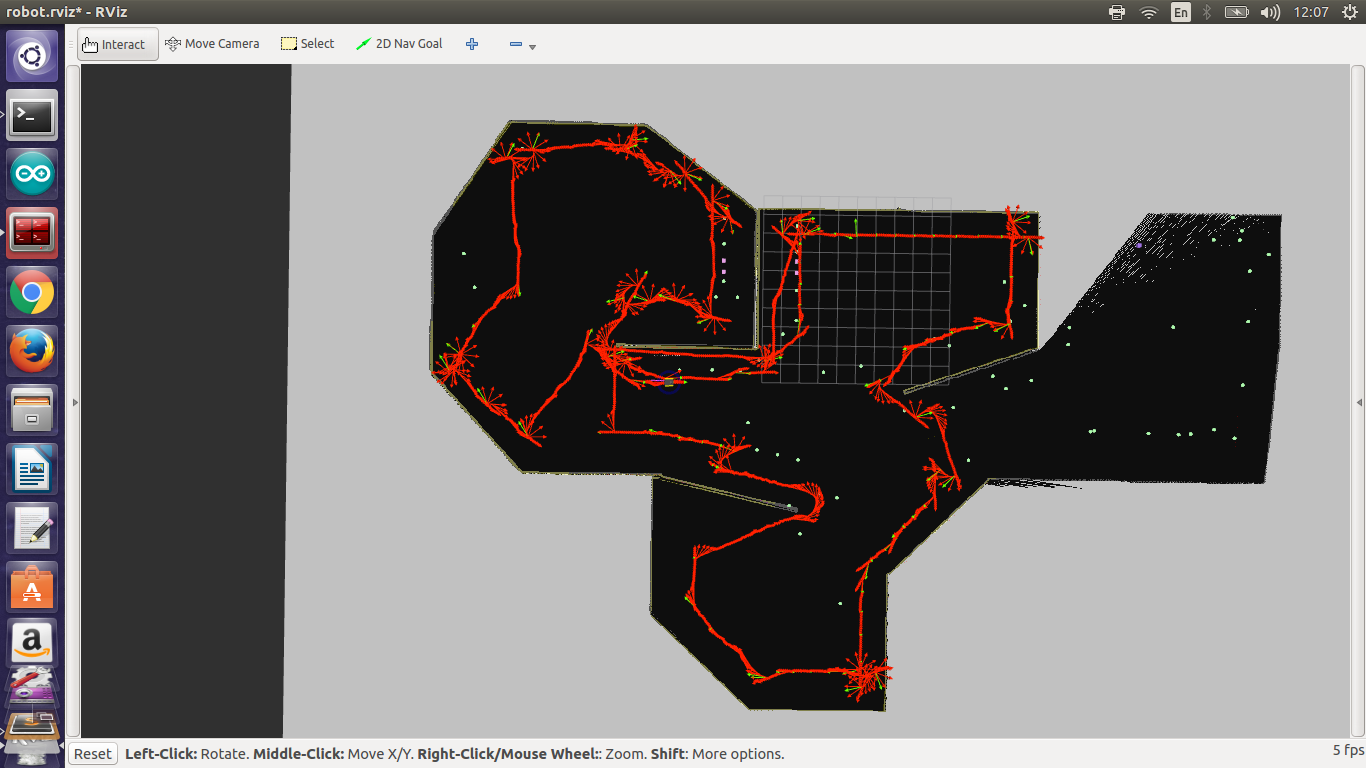 robot.rviz* - RViz
En
12:07
Interact
Move Camera
Select
2D Nav Goal
Reset
Left-Click: Rotate. Middle-Click: Move X/Y. Right-Click/Mouse Wheel:: Zoom. Shift: More options.
5 fps